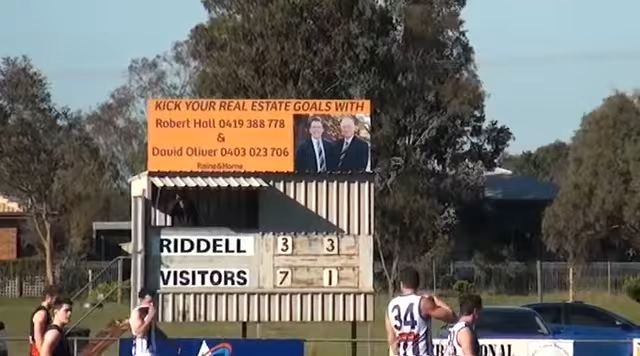 KICK YOUR REAL ESTATE GOALS WITH
Robert Hall 0419 388 778
&
David Oliver 0403 023 706
Raine&Horne
RIDDELL 3 3
VISITORS 7 1
34